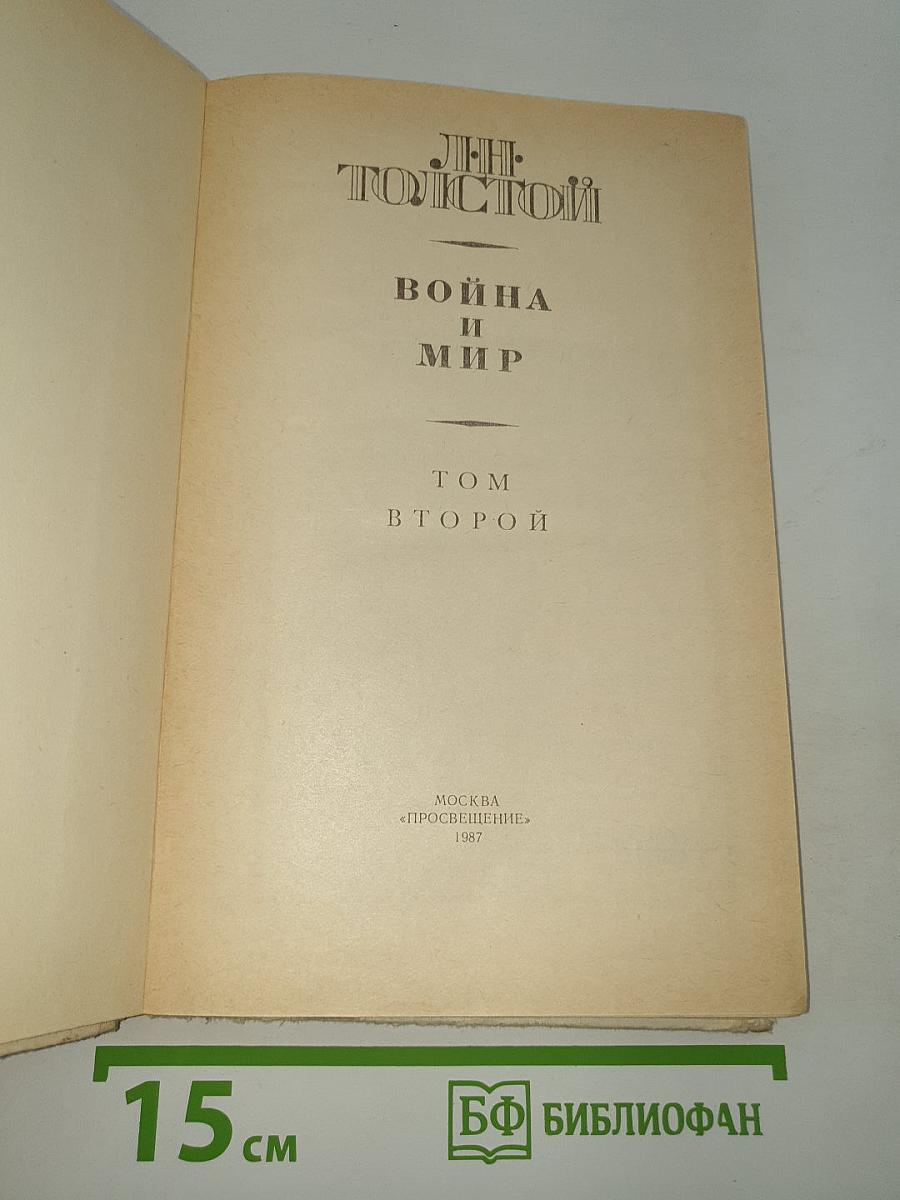 Л·Н·
ТОЛСТОЙ
ВОЙНА
И
МИР
ТОМ
ВТОРОЙ
МОСКВА
«ПРОСВЕЩЕНИЕ»
1987
15 см
БФ БИБЛИОФАН